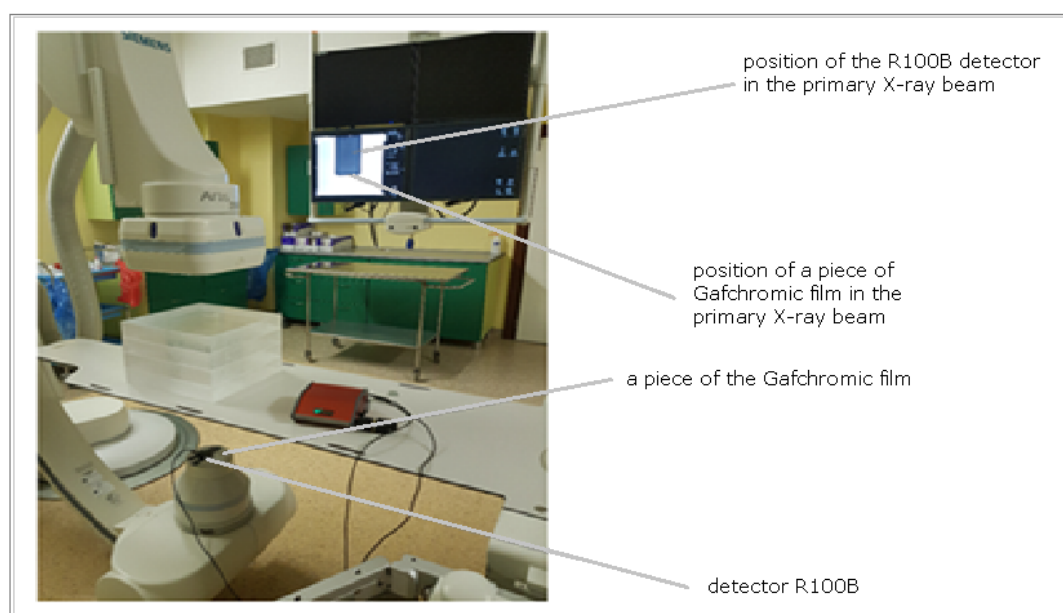 SIEMENS
position of the R100B detector
in the primary X-ray beam
position of a piece of
Gafchromic film in the
primary X-ray beam
a piece of the Gafchromic film
detector R100B